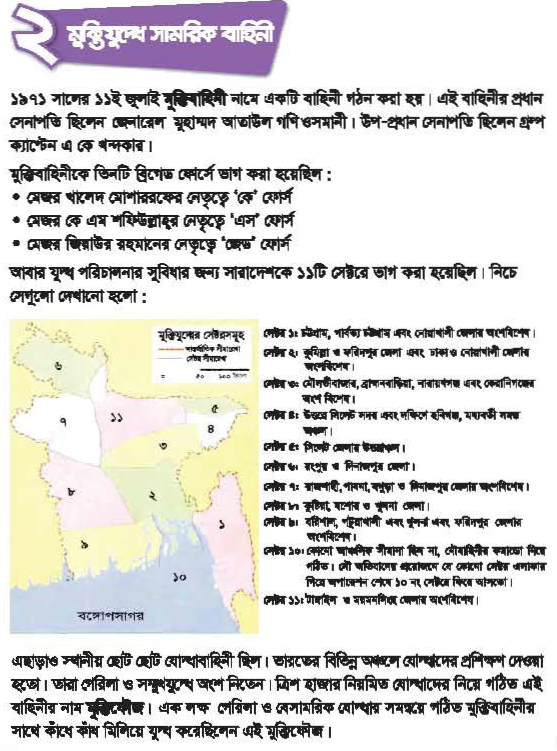 ২ মুক্তিযুদ্ধে সামরিক বাহিনী
১৯৭১ সালের ১১ই জুলাই মুক্তিবাহিনী নামে একটি বাহিনী গঠন করা হয়। এই বাহিনীর প্রধান
সেনাপতি ছিলেন জেনারেল মুহাম্মদ আতাউল গণি ওসমানী। উপ-প্রধান সেনাপতি ছিলেন গ্রুপ
ক্যাপ্টেন এ কে খন্দকার।
মুক্তিবাহিনীকে তিনটি ব্রিগেড ফোর্সে ভাগ করা হয়েছিল :
• মেজর খালেদ মোশাররফের নেতৃত্বে ‘কে’ ফোর্স
• মেজর কে এম শফিউল্লাহ্‌র নেতৃত্বে ‘এস’ ফোর্স
• মেজর জিয়াউর রহমানের নেতৃত্বে ‘জেড’ ফোর্স
আবার যুদ্ধ পরিচালনার সুবিধার জন্য সারাদেশকে ১১টি সেক্টরে ভাগ করা হয়েছিল। নিচে
সেগুলো দেখানো হলো :
মুক্তিযুদ্ধের সেক্টরসমূহ
আন্তর্জাতিক সীমারেখা
সেক্টর সীমারেখা
০ ৫০ ১০০ কিমি
৬
৫
১১
৪
৭
৩
৮
২
১
৯
১০
বঙ্গোপসাগর
সেক্টর ১: চট্টগ্রাম, পার্বত্য চট্টগ্রাম এবং নোয়াখালী জেলার অংশবিশেষ।
সেক্টর ২: কুমিল্লা ও ফরিদপুর জেলা এবং ঢাকা ও নোয়াখালী জেলার
অংশবিশেষ।
সেক্টর ৩: মৌলভীবাজার, ব্রাহ্মণবাড়িয়া, নারায়ণগঞ্জ এবং কেরানিগঞ্জের
অংশ বিশেষ।
সেক্টর ৪: উত্তরে সিলেট সদর এবং দক্ষিণে হবিগঞ্জ, মধ্যবর্তী সমস্ত
অঞ্চল।
সেক্টর ৫: সিলেট জেলার উত্তরাঞ্চল।
সেক্টর ৬: রংপুর ও দিনাজপুর জেলা।
সেক্টর ৭: রাজশাহী, পাবনা, বগুড়া ও দিনাজপুর জেলার অংশবিশেষ।
সেক্টর ৮: কুষ্টিয়া, যশোর ও খুলনা জেলা।
সেক্টর ৯: বরিশাল, পটুয়াখালী এবং খুলনা এবং ফরিদপুর জেলার
অংশবিশেষ।
সেক্টর ১০: কোনো আঞ্চলিক সীমানা ছিল না, নৌবাহিনীর কমান্ডো নিয়ে
গঠিত। নৌ অভিযানের প্রয়োজনে যে কোনো সেক্টর এলাকায়
গিয়ে অপারেশন শেষে ১০ নং সেক্টরে ফিরে আসতো।
সেক্টর ১১: টাঙ্গাইল ও ময়মনসিংহ জেলার অংশবিশেষ।
এছাড়াও স্থানীয় ছোট ছোট যোদ্ধাবাহিনী ছিল। ভারতের বিভিন্ন অঞ্চলে যোদ্ধাদের প্রশিক্ষণ দেওয়া
হতো। তারা গেরিলা ও সম্মুখযুদ্ধে অংশ নিতেন। ত্রিশ হাজার নিয়মিত যোদ্ধাদের নিয়ে গঠিত এই
বাহিনীর নাম মুক্তিফৌজ। এক লক্ষ গেরিলা ও বেসামরিক যোদ্ধার সমন্বয়ে গঠিত মুক্তিবাহিনীর
সাথে কাঁধে কাঁধ মিলিয়ে যুদ্ধ করেছিলেন এই মুক্তিফৌজ।